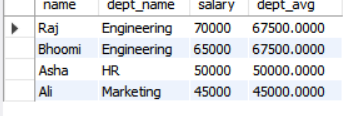 name dept_name salary dept_avg
Raj Engineering 70000 67500.0000
Bhoomi Engineering 65000 67500.0000
Asha HR 50000 50000.0000
Ali Marketing 45000 45000.0000